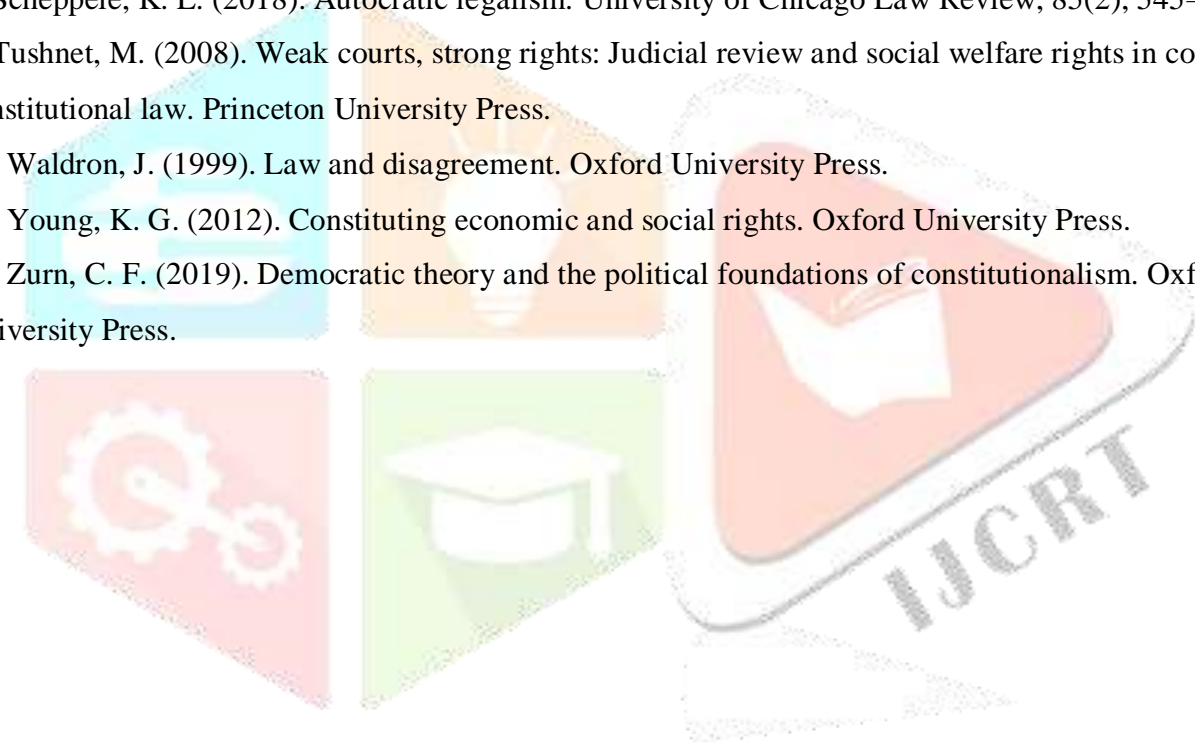 Scheppele, K. L. (2018). Autocratic legalism. University of Chicago Law Review, 85(2), 545–
Tushnet, M. (2008). Weak courts, strong rights: Judicial review and social welfare rights in co
nstitutional law. Princeton University Press.
Waldron, J. (1999). Law and disagreement. Oxford University Press.
Young, K. G. (2012). Constituting economic and social rights. Oxford University Press.
Zurn, C. F. (2019). Democratic theory and the political foundations of constitutionalism. Oxf
iversity Press.
IJCRT